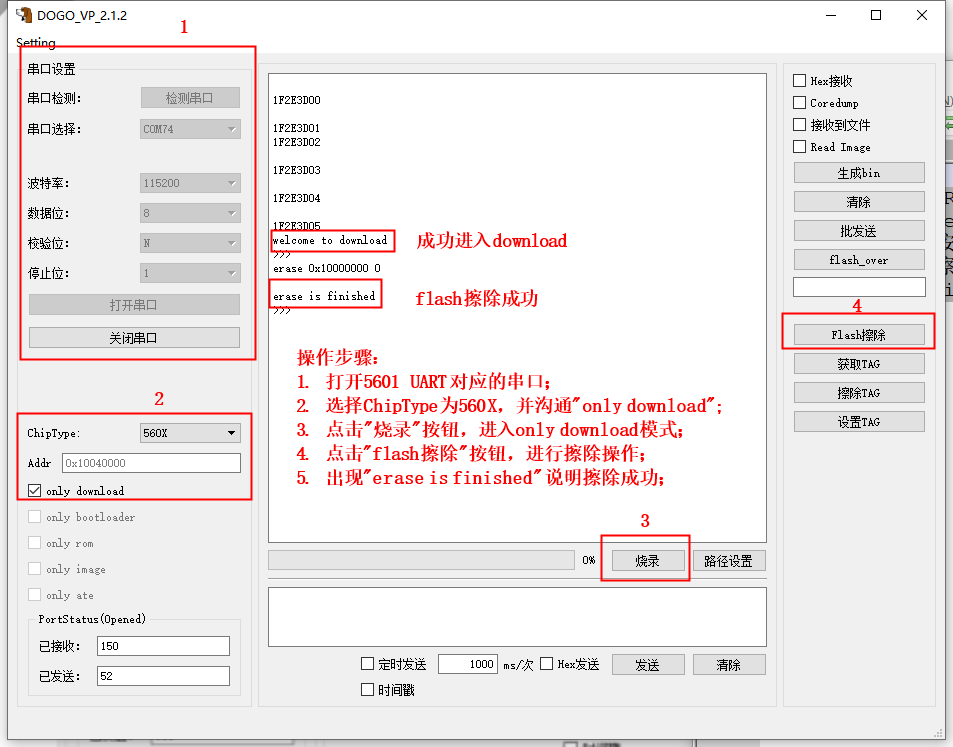 DOGO_VP_2.1.2
Setting
1
串口设置
串口检测:
检测串口
串口选择:
COM74
波特率:
115200
数据位:
8
校验位:
N
停止位:
1
打开串口
关闭串口
2
ChipType:
560X
Addr
0x10040000
only download
only bootloader
only rom
only image
only ate
PortStatus(Opened)
已接收:
150
已发送:
52
1F2E3D00
1F2E3D01
1F2E3D02
1F2E3D03
1F2E3D04
1F2E3D05
welcome to download
成功进入download
>>>
erase 0x10000000 0
erase is finished
flash擦除成功
>>>
操作步骤:
1. 打开5601 UART对应的串口;
2. 选择ChipType为560X，并沟通"only download";
3. 点击"烧录"按钮，进入only download模式;
4. 点击"flash擦除"按钮，进行擦除操作;
5. 出现"erase is finished" 说明擦除成功;
3
0%
烧录
路径设置
定时发送
1000
ms/次
Hex发送
发送
清除
时间戳
Hex接收
Coredump
接收到文件
Read Image
生成bin
清除
批发送
flash_over
4
Flash擦除
获取TAG
擦除TAG
设置TAG